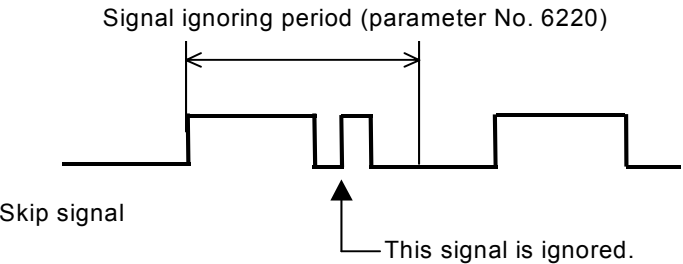 Signal ignoring period (parameter No. 6220)
Skip signal
This signal is ignored.